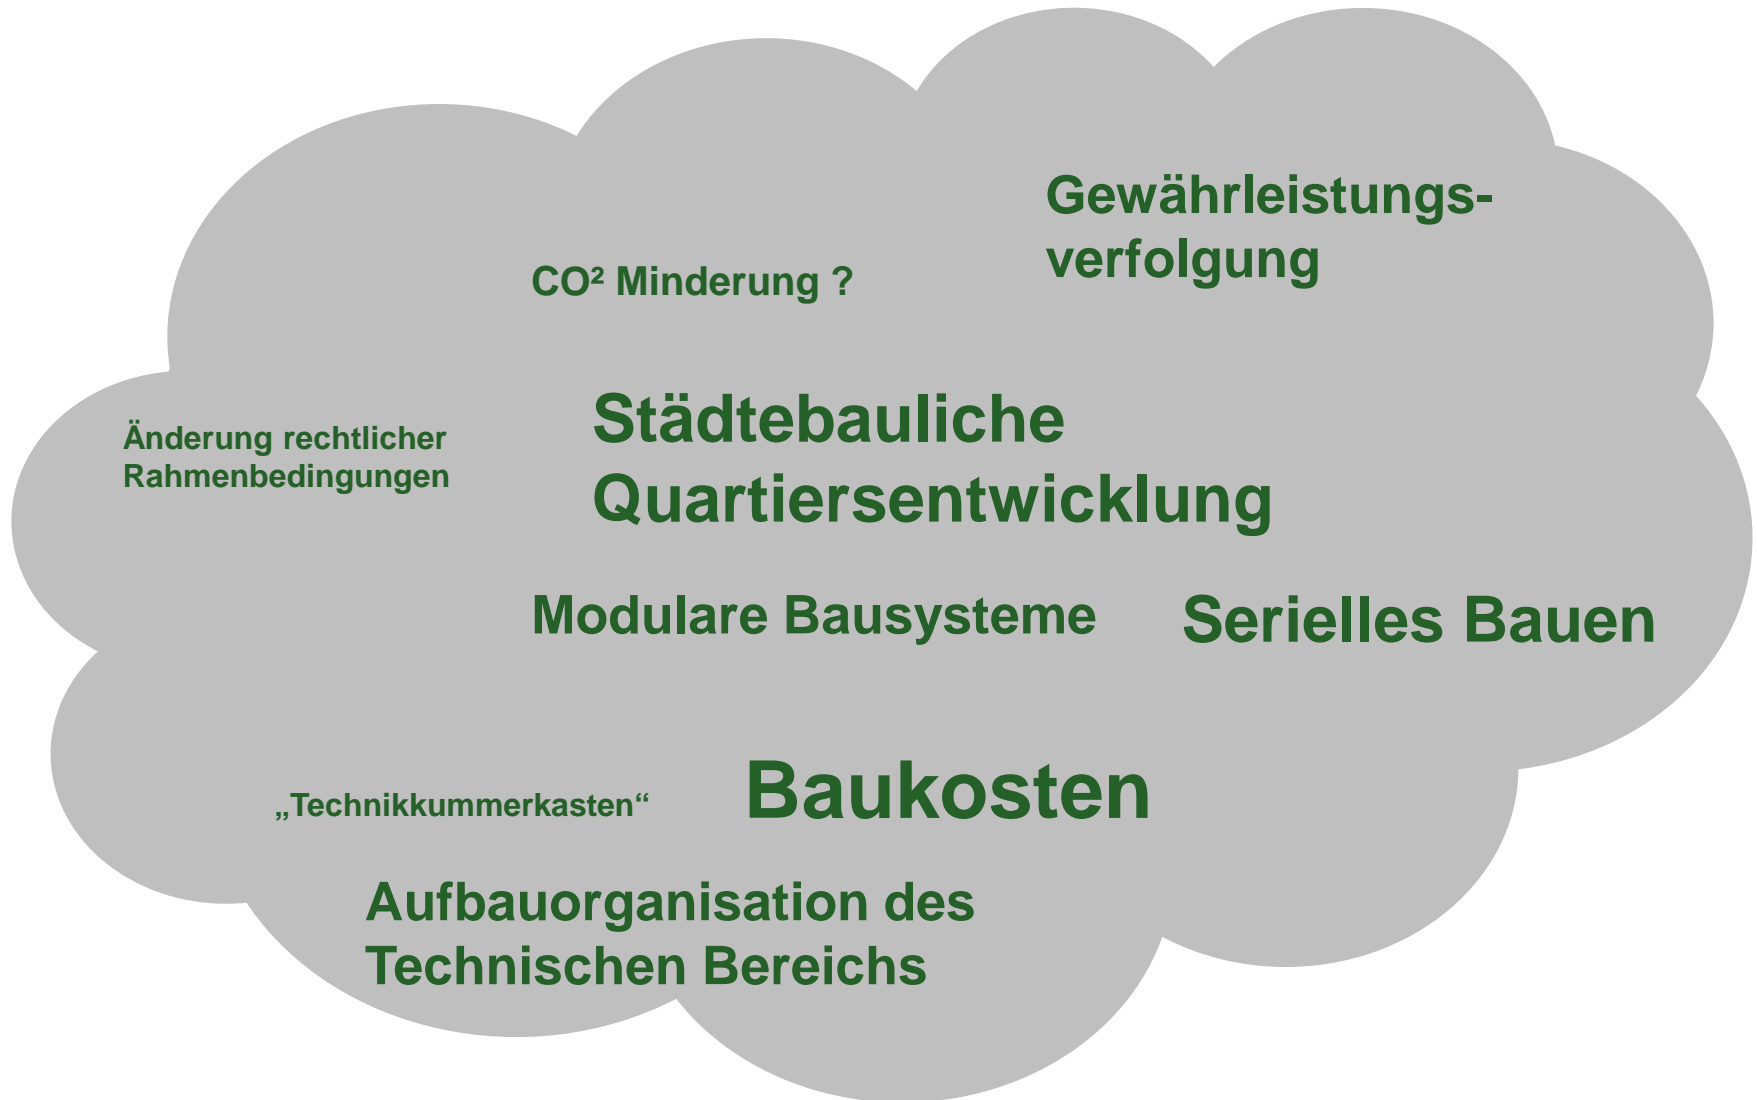 Gewährleistungs-
verfolgung
CO² Minderung ?
Städtebauliche
Quartiersentwicklung
Änderung rechtlicher
Rahmenbedingungen
Modulare Bausysteme
Serielles Bauen
Baukosten
„Technikkummerkasten“
Aufbauorganisation des
Technischen Bereichs